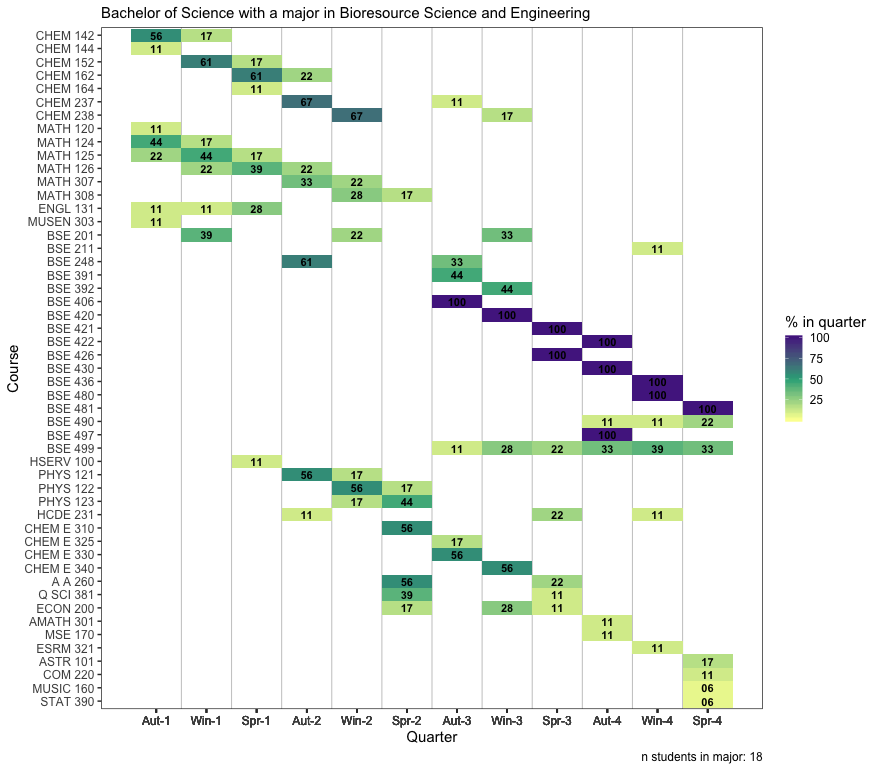 Bachelor of Science with a major in Bioresource Science and Engineering
CHEM 142 56 17
CHEM 144 11
CHEM 152 61 17
CHEM 162 61 22
CHEM 164 11
CHEM 237 67 11
CHEM 238 67 17
MATH 120 11
MATH 124 44 17
MATH 125 22 44 17
MATH 126 22 39 22
MATH 307 33 22
MATH 308 28 17
ENGL 131 11 11 28
MUSEN 303 11
BSE 201 39 22 33
BSE 211 11
BSE 248 61 33
BSE 391 44
BSE 392 44
BSE 406 100
BSE 420 100
BSE 421 100
BSE 422 100
BSE 426 100
BSE 430 100
BSE 436 100
BSE 480 100
BSE 481 100
BSE 490 11 11 22
BSE 497 100
BSE 499 11 28 22 33 39 33
HSERV 100 11
PHYS 121 56 17
PHYS 122 56 17
PHYS 123 17 44
HCDE 231 11 22 11
CHEM E 310 56
CHEM E 325 17
CHEM E 330 56
CHEM E 340 56
A A 260 56 22
Q SCI 381 39 11
ECON 200 17 28 11
AMATH 301 11
MSE 170 11
ESRM 321 11
ASTR 101 17
COM 220 11
MUSIC 160 06
STAT 390 06
Course
Aut-1 Win-1 Spr-1 Aut-2 Win-2 Spr-2 Aut-3 Win-3 Spr-3 Aut-4 Win-4 Spr-4
Quarter
% in quarter
100
75
50
25
n students in major: 18